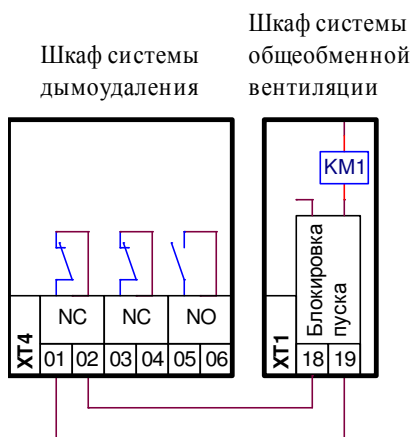 Шкаф системы
дымоудаления
Шкаф системы
общеобменной
вентиляции
KM1
NC NC NO
XT4 01 02 03 04 05 06
Блокировка
пуска
XT1 18 19